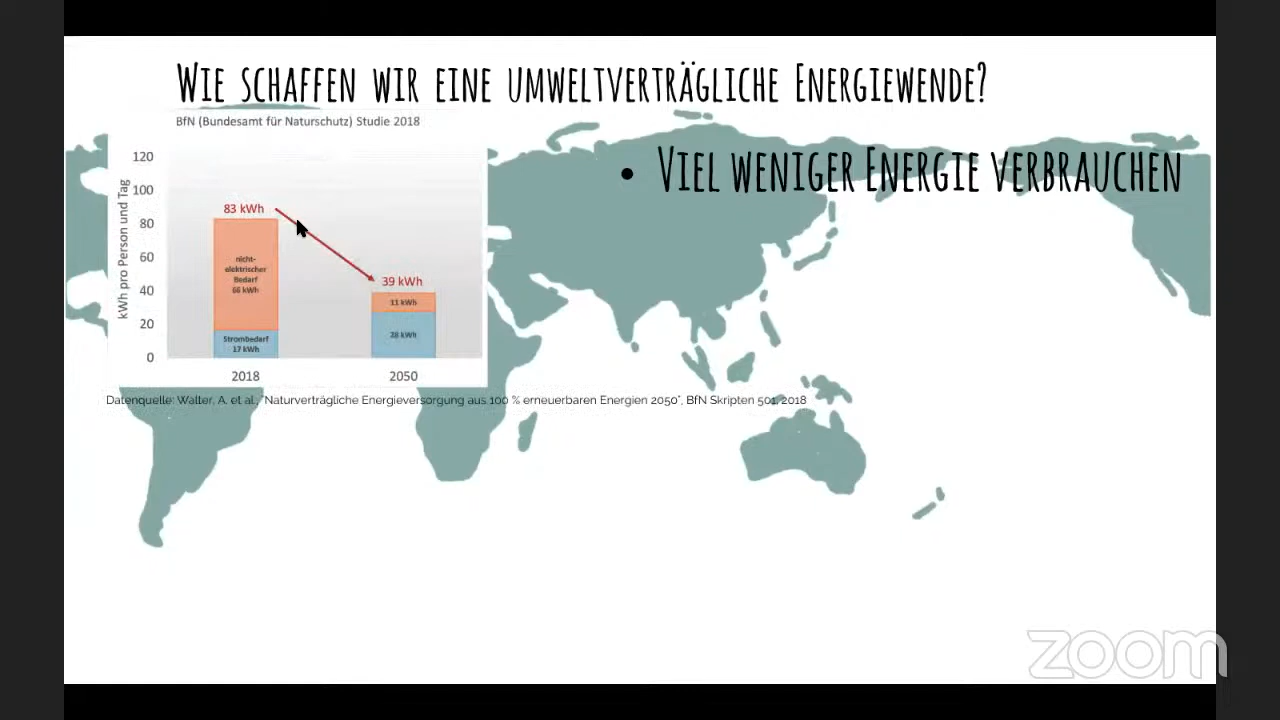 Wie schaffen wir eine umweltverträgliche Energiewende?
BfN (Bundesamt für Naturschutz) Studie 2018
Viel weniger Energie verbrauchen
kWh pro Person und Tag
120
100
80
60
40
20
0
83 kWh
nicht-
elektrischer
Bedarf
66 kWh
Strombedarf
17 kWh
39 kWh
11 kWh
28 kWh
2018
2050
Datenquelle: Walter, A. et al., "Naturverträgliche Energieversorgung aus 100 % erneuerbaren Energien 2050", BfN Skripten 501, 2018
zoom